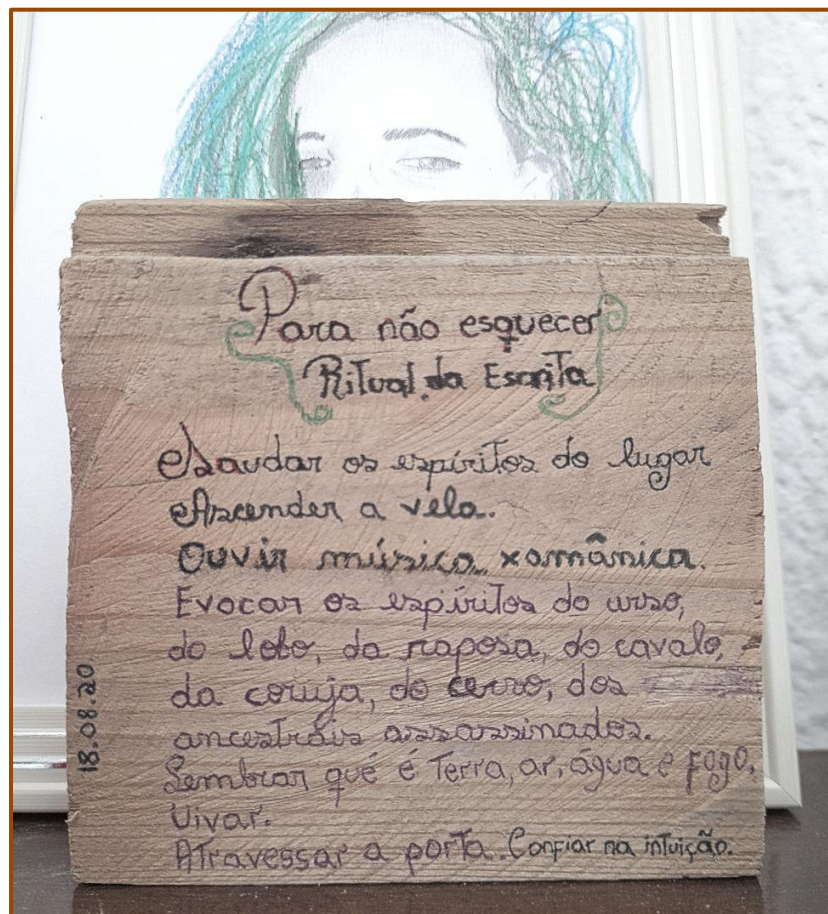 Para não esquecer
Ritual da Escrita
Saudar os espíritos do lugar
Ascender a vela.
Ouvir música xamânica.
Evocar os espíritos do urso,
do lobo, da raposa, do cavalo,
da coruja, do cervo, dos
ancestrais assassinados.
Lembrar que é Terra, ar, água e fogo.
Uivar.
Atravessar a porta. Confiar na intuição.
18.08.20